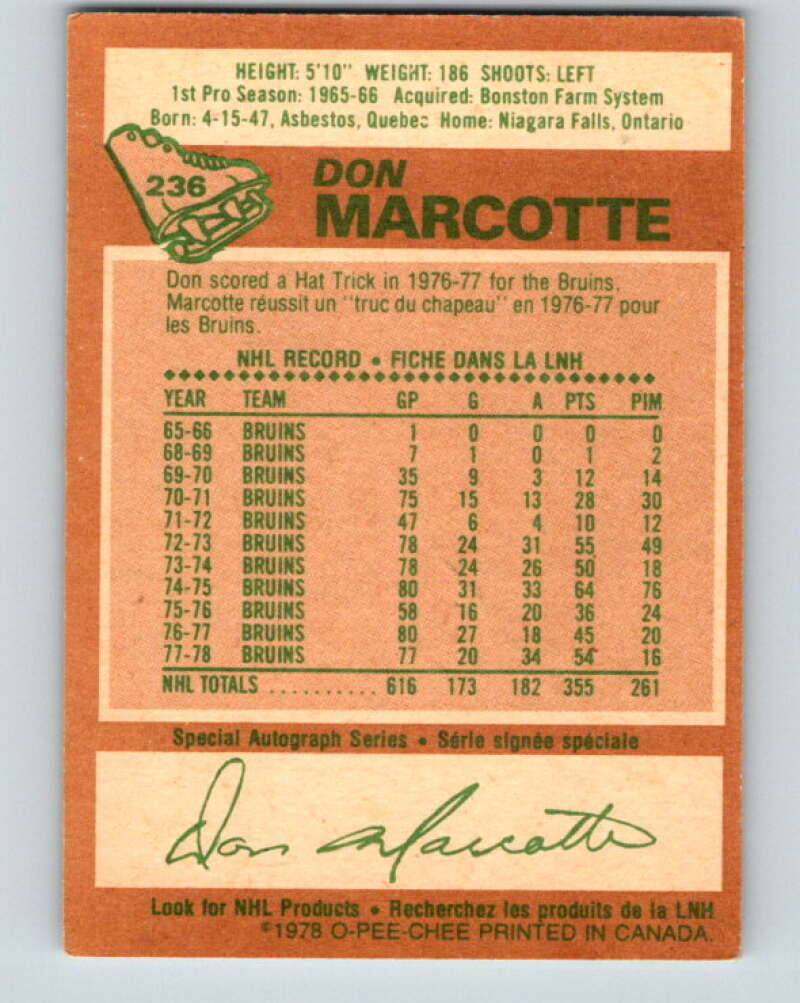 HEIGHT: 5'10" WEIGHT: 186 SHOOTS: LEFT
1st Pro Season: 1965-66 Acquired: Bonston Farm System
Born: 4-15-47, Asbestos, Quebec Home: Niagara Falls, Ontario
236
DON
MARCOTTE
Don scored a Hat Trick in 1976-77 for the Bruins.
Marcotte réussit un "truc du chapeau" en 1976-77 pour
les Bruins.
NHL RECORD • FICHE DANS LA LNH
YEAR TEAM GP G A PTS PIM
65-66 BRUINS 1 0 0 0 0
68-69 BRUINS 7 1 0 1 2
69-70 BRUINS 35 9 3 12 14
70-71 BRUINS 75 15 13 28 30
71-72 BRUINS 47 6 4 10 12
72-73 BRUINS 78 24 31 55 49
73-74 BRUINS 78 24 26 50 18
74-75 BRUINS 80 31 33 64 76
75-76 BRUINS 58 16 20 36 24
76-77 BRUINS 80 27 18 45 20
77-78 BRUINS 77 20 34 54 16
NHL TOTALS .......... 616 173 182 355 261
Special Autograph Series • Série signée spéciale
Don Marcotte
Look for NHL Products • Recherchez les produits de la LNH
©1978 O-PEE-CHEE PRINTED IN CANADA.